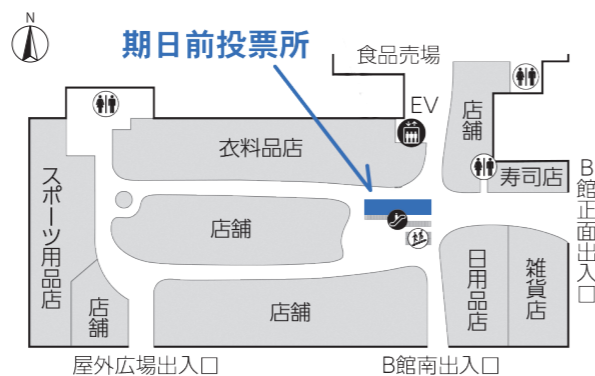 N
期日前投票所
食品売場
EV
衣料品店
店舗
寿司店
B館正面出入口
スポーツ用品店
店舗
日用品店
雑貨店
店舗
店舗
屋外広場出入口
B館南出入口